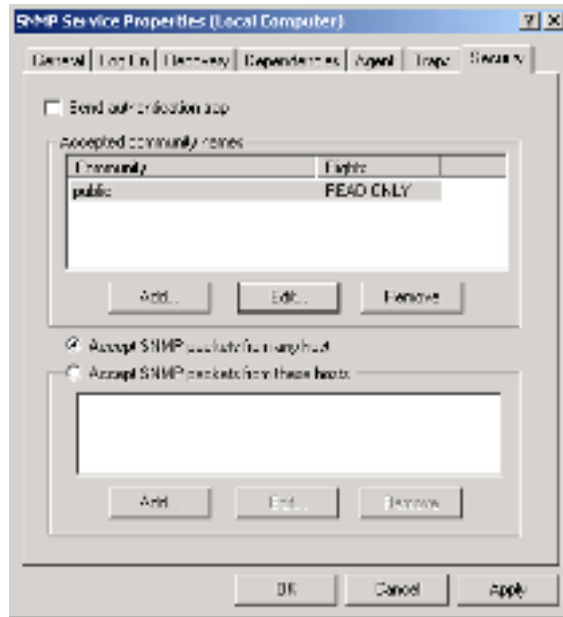 SNMP Service Properties (Local Computer)
General Log On Recovery Dependencies Agent Traps Security
Send authentication trap
Accepted community names
Community Rights
public READ ONLY
Add... Edit... Remove
Accept SNMP packets from any host
Accept SNMP packets from these hosts
Add... Edit... Remove
OK Cancel Apply